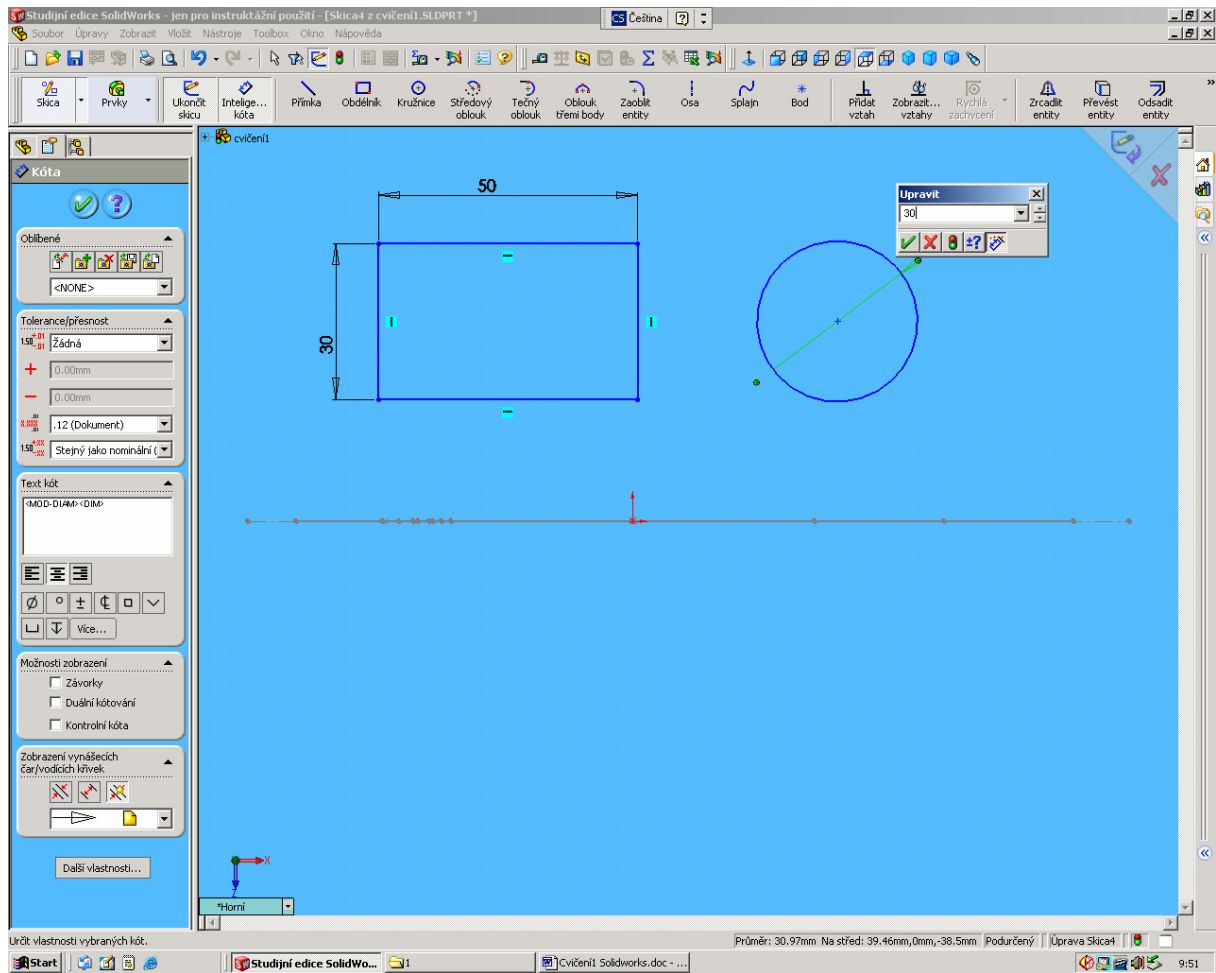 Studijní edice SolidWorks - jen pro instruktážní použití - [Skica4 z cvičení1.SLDPRT *]
CS Čeština
Soubor Úpravy Zobrazit Vložit Nástroje Toolbox Okno Nápověda
Skica
Prvky
Ukončit skicu
Intelige... kóta
Přímka
Obdélník
Kružnice
Středový oblouk
Tečný oblouk
Oblouk třemi body
Zaoblit entity
Osa
Splajn
Bod
Přidat vztah
Zobrazit... vztahy
Rychlá zachycení
Zrcadlit entity
Převést entity
Odsadit entity
cvičení1
Kóta
Oblíbené
<NONE>
Tolerance/přesnost
Žádná
0.00mm
0.00mm
.12 (Dokument)
Stejný jako nominální (
Text kót
<MOD-DIAM><DIM>
Více...
Možnosti zobrazení
Závorky
Duální kótování
Kontrolní kóta
Zobrazení vynášecích
čar/vodících křivek
Další vlastnosti...
50
30
Upravit
30
X
Z
*Horní
Určit vlastnosti vybraných kót.
Průměr: 30.97mm Na střed: 39.46mm,0mm,-38.5mm
Podurčený
Úprava Skica4
Start
Studijní edice SolidWo...
1
Cvičení1 Solidworks.doc - ...
9:51